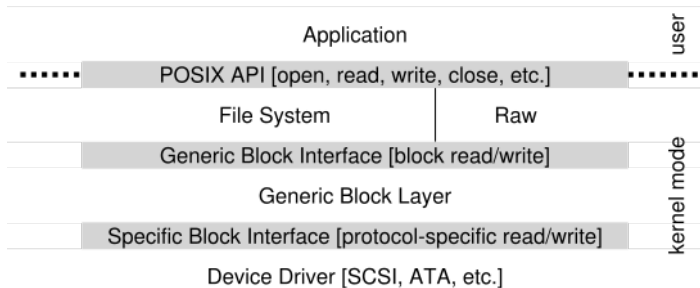 Application
user
POSIX API [open, read, write, close, etc.]
File System
Raw
Generic Block Interface [block read/write]
Generic Block Layer
kernel mode
Specific Block Interface [protocol-specific read/write]
Device Driver [SCSI, ATA, etc.]